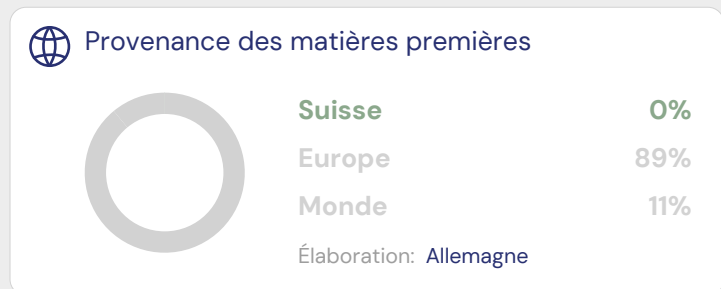 Provenance des matières premières
Suisse 0%
Europe 89%
Monde 11%
Élaboration: Allemagne